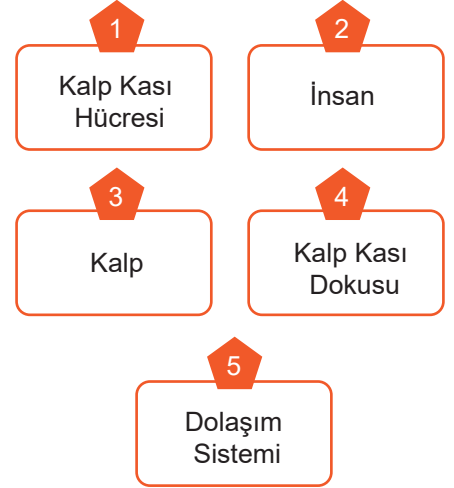 1
Kalp Kası
Hücresi
2
İnsan
3
Kalp
4
Kalp Kası
Dokusu
5
Dolaşım
Sistemi